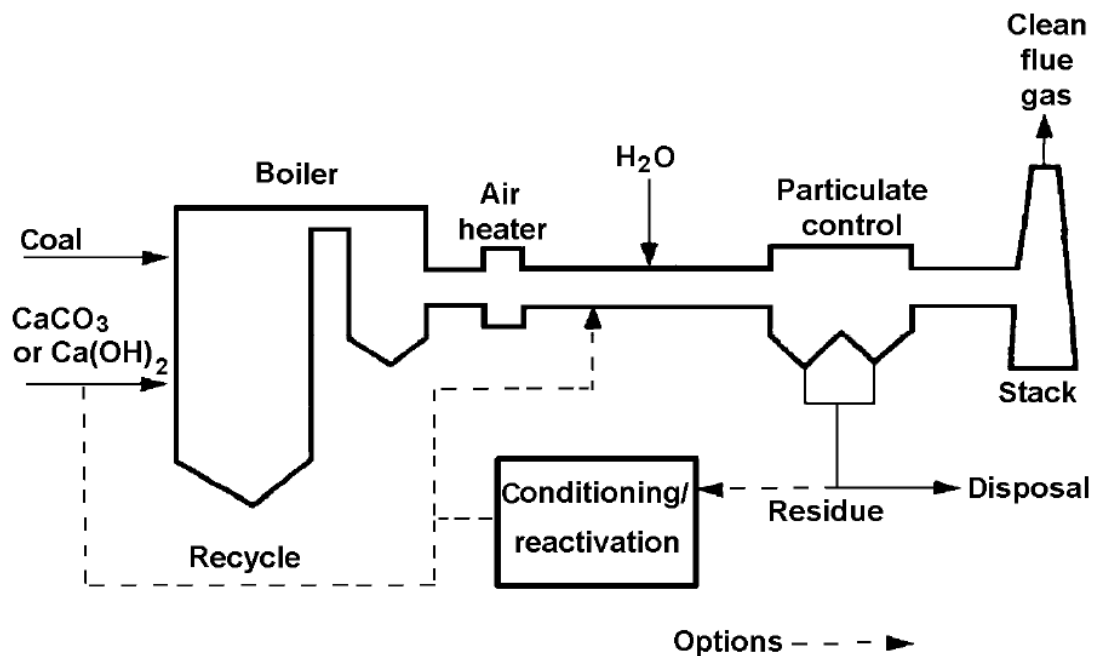 Clean
flue
gas
H₂O
Boiler
Air
heater
Particulate
control
Coal
CaCO₃
or Ca(OH)₂
Stack
Conditioning/
reactivation
Residue
Disposal
Recycle
Options